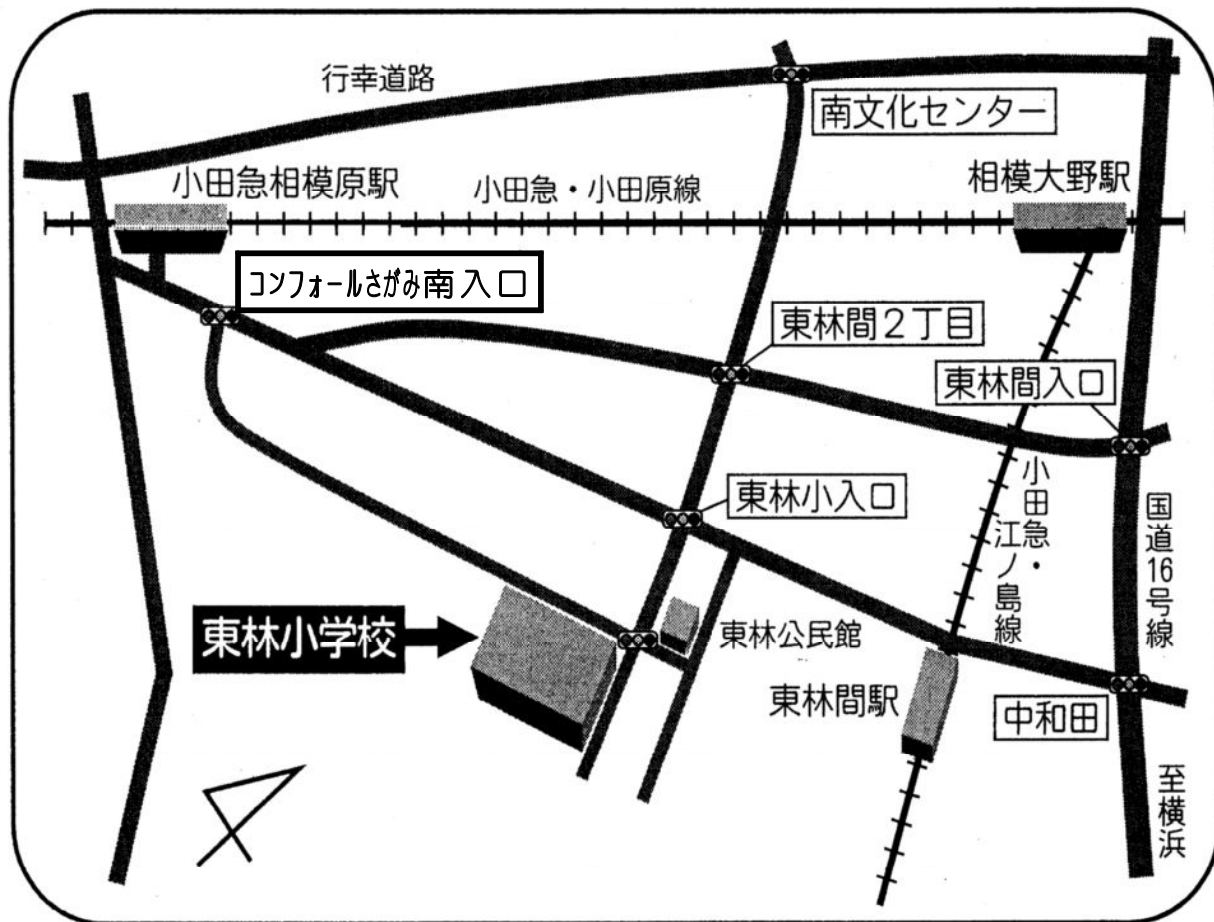 行幸道路
南文化センター
小田急相模原駅
小田急・小田原線
相模大野駅
コンフォールさがみ南入口
東林間2丁目
東林間入口
東林小入口
小田急・江ノ島線
国道16号線
東林小学校
東林公民館
東林間駅
中和田
至横浜